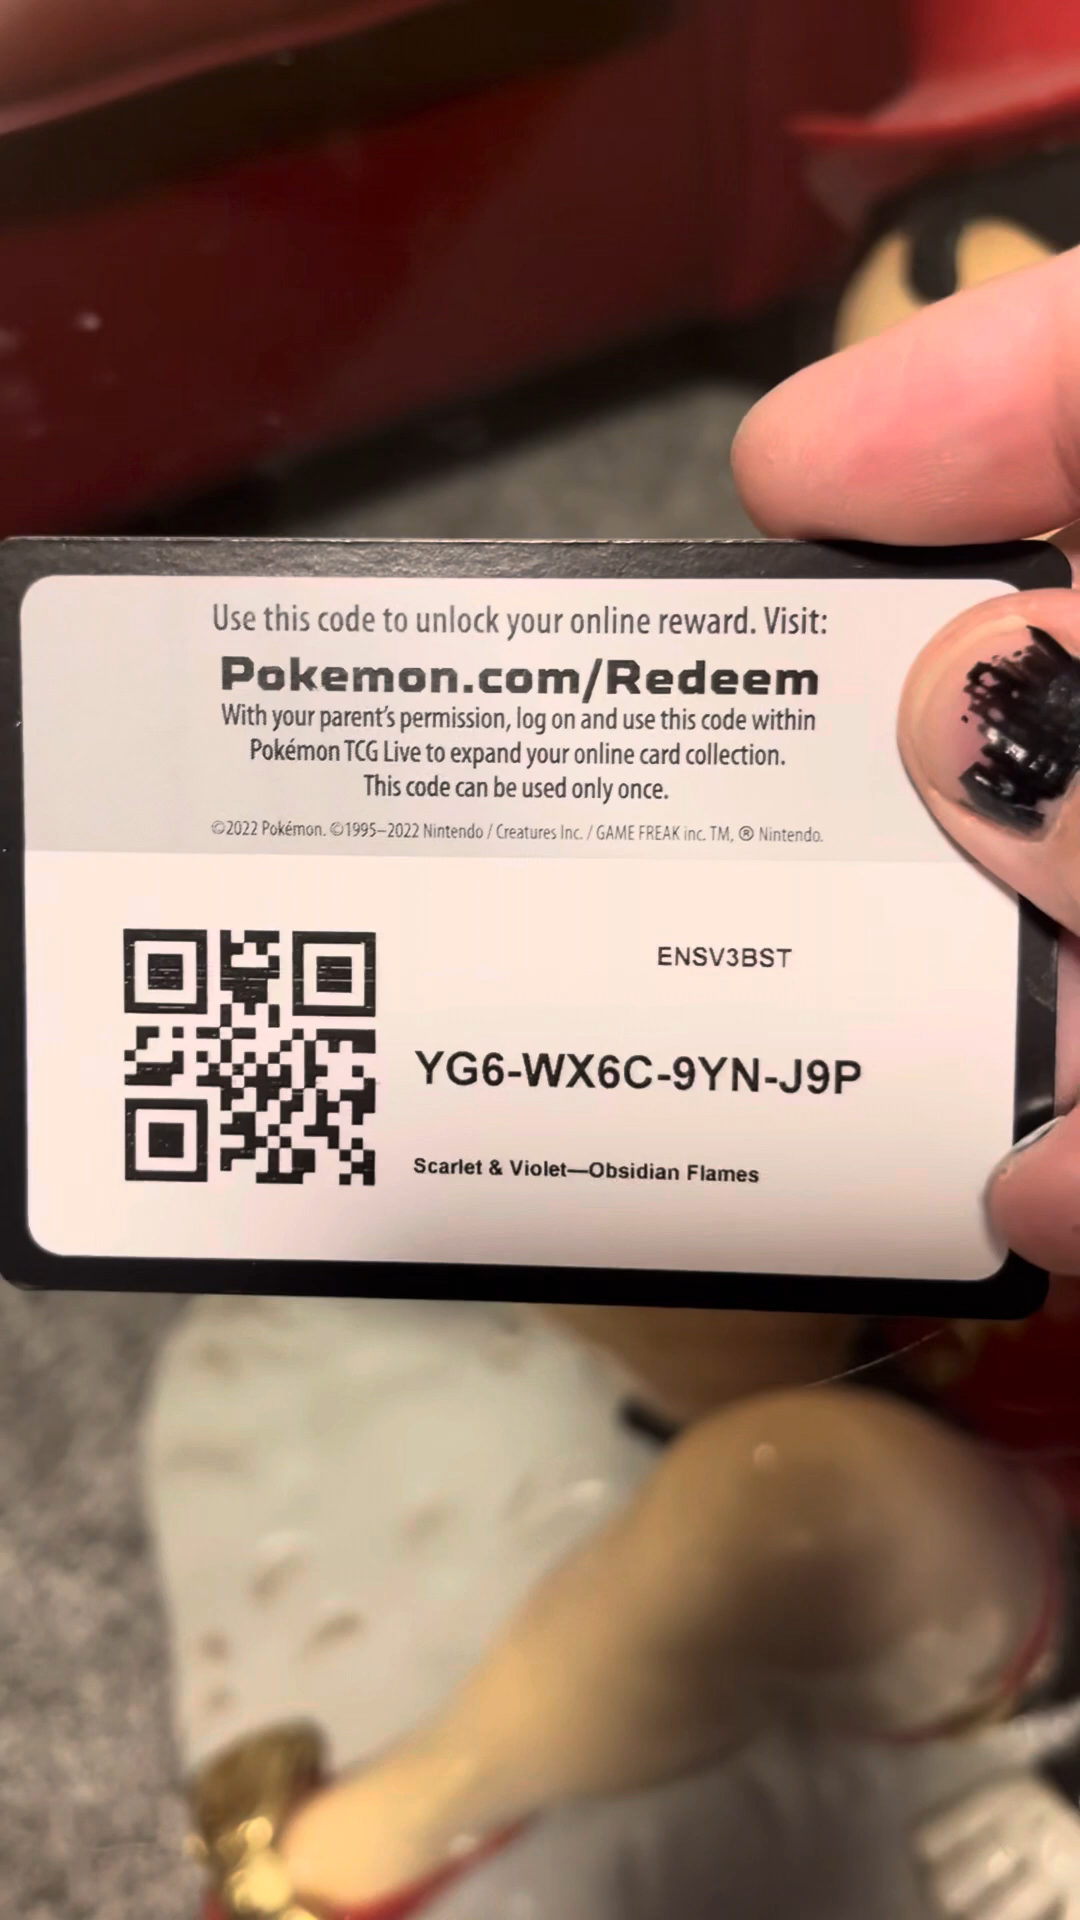 Use this code to unlock your online reward. Visit:
Pokemon.com/Redeem
With your parent’s permission, log on and use this code within
Pokémon TCG Live to expand your online card collection.
This code can be used only once.
©2022 Pokémon. ©1995–2022 Nintendo / Creatures Inc. / GAME FREAK inc. TM, ® Nintendo.
ENSV3BST
YG6-WX6C-9YN-J9P
Scarlet & Violet—Obsidian Flames